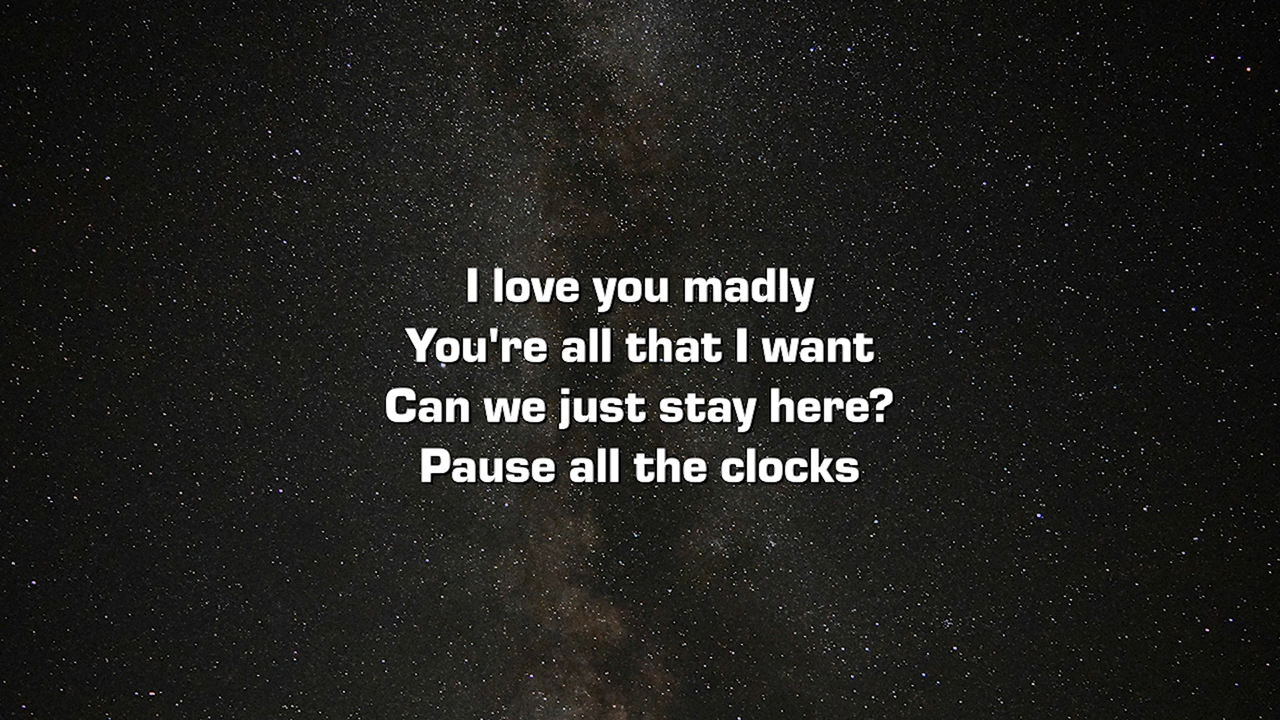 I love you madly
You're all that I want
Can we just stay here?
Pause all the clocks